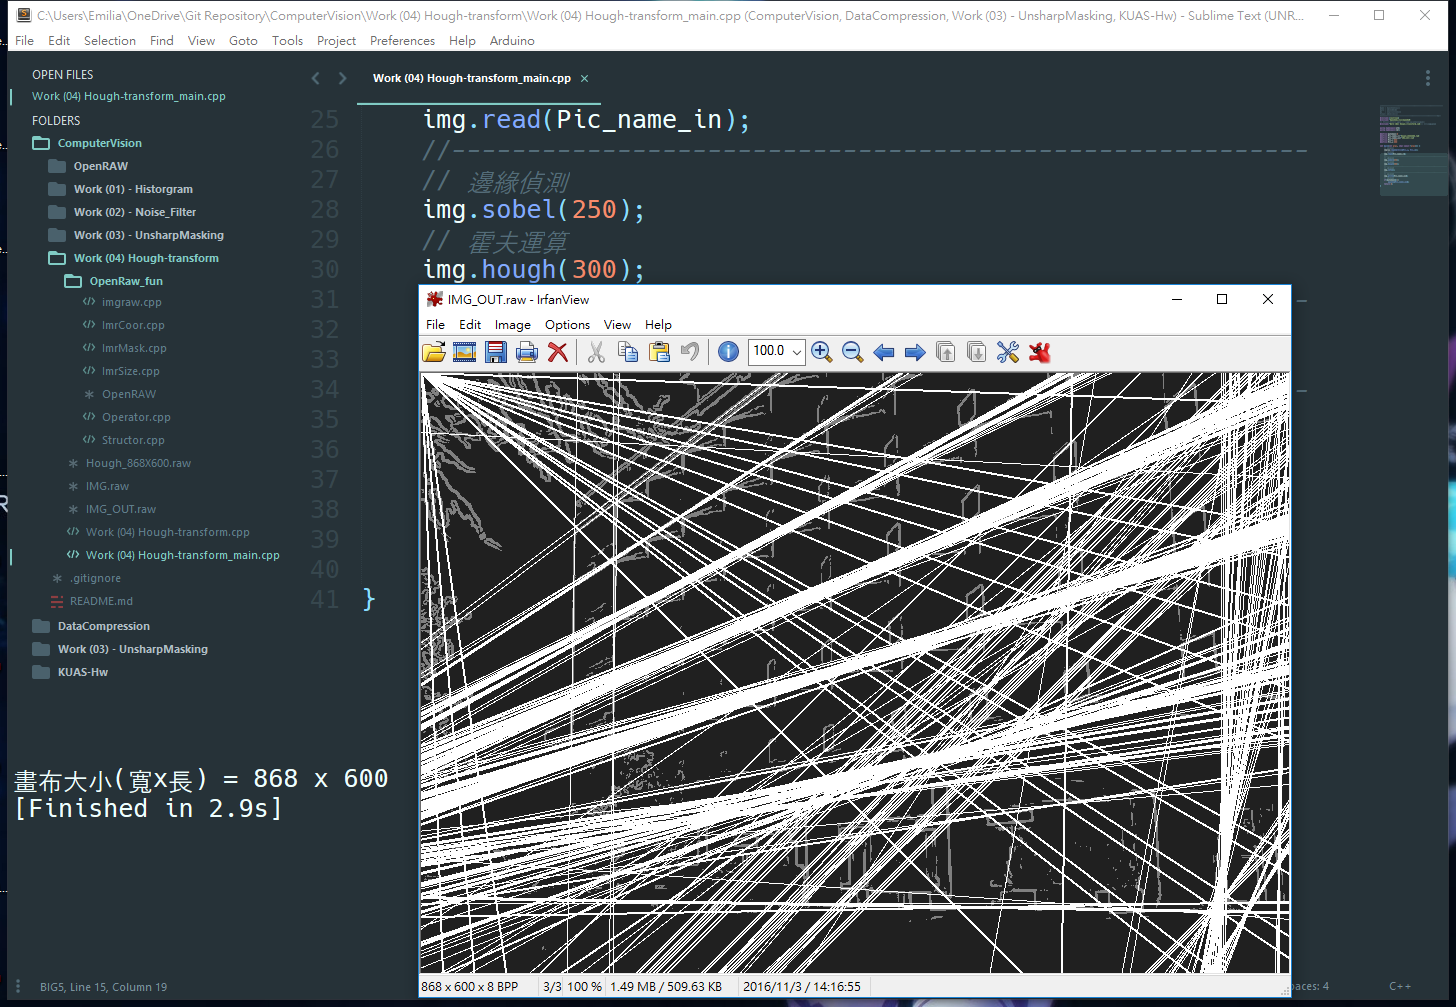 C:\Users\Emilia\OneDrive\Git Repository\ComputerVision\Work (04) Hough-transform\Work (04) Hough-transform_main.cpp (ComputerVision, DataCompression, Work (03) - UnsharpMasking, KUAS-Hw) - Sublime Text (UNR...
File Edit Selection Find View Goto Tools Project Preferences Help Arduino
OPEN FILES
Work (04) Hough-transform_main.cpp
FOLDERS
ComputerVision
OpenRAW
Work (01) - Historgram
Work (02) - Noise_Filter
Work (03) - UnsharpMasking
Work (04) Hough-transform
OpenRaw_fun
imgraw.cpp
ImrCoor.cpp
ImrMask.cpp
ImrSize.cpp
OpenRAW
Operator.cpp
Structor.cpp
Hough_868X600.raw
IMG.raw
IMG_OUT.raw
Work (04) Hough-transform.cpp
Work (04) Hough-transform_main.cpp
.gitignore
README.md
DataCompression
Work (03) - UnsharpMasking
KUAS-Hw
Work (04) Hough-transform_main.cpp ×
25 img.read(Pic_name_in);
26 //---------------------------------------------------------
27 // 邊緣偵測
28 img.sobel(250);
29 // 霍夫運算
30 img.hough(300);
31
32
33
34
35
36
37
38
39
40
41 }
IMG_OUT.raw - IrfanView
File Edit Image Options View Help
100.0
868 x 600 x 8 BPP 3/3 100 % 1.49 MB / 509.63 KB 2016/11/3 / 14:16:55
畫布大小(寬x長) = 868 x 600
[Finished in 2.9s]
BIG5, Line 15, Column 19
paces: 4
C++